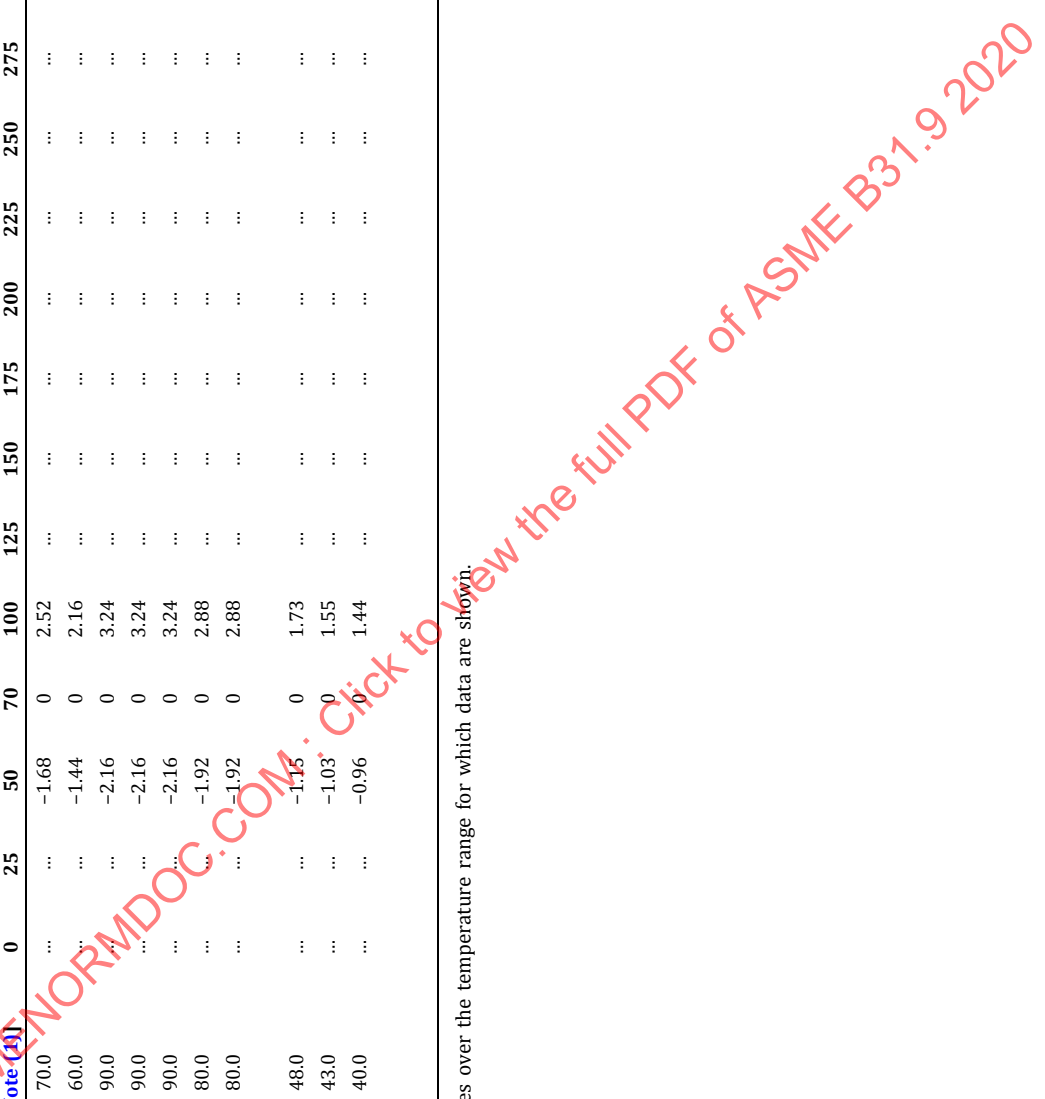 ote (1)] 0 25 50 70 100 125 150 175 200 225 250 275
70.0 ... ... −1.68 0 2.52 ... ... ... ... ... ... ...
60.0 ... ... −1.44 0 2.16 ... ... ... ... ... ... ...
90.0 ... ... −2.16 0 3.24 ... ... ... ... ... ... ...
90.0 ... ... −2.16 0 3.24 ... ... ... ... ... ... ...
90.0 ... ... −2.16 0 3.24 ... ... ... ... ... ... ...
80.0 ... ... −1.92 0 2.88 ... ... ... ... ... ... ...
80.0 ... ... −1.92 0 2.88 ... ... ... ... ... ... ...
48.0 ... ... −1.15 0 1.73 ... ... ... ... ... ... ...
43.0 ... ... −1.03 0 1.55 ... ... ... ... ... ... ...
40.0 ... ... −0.96 0 1.44 ... ... ... ... ... ... ...
es over the temperature range for which data are shown.
ENORMDOC.COM : Click to view the full PDF of ASME B31.9 2020